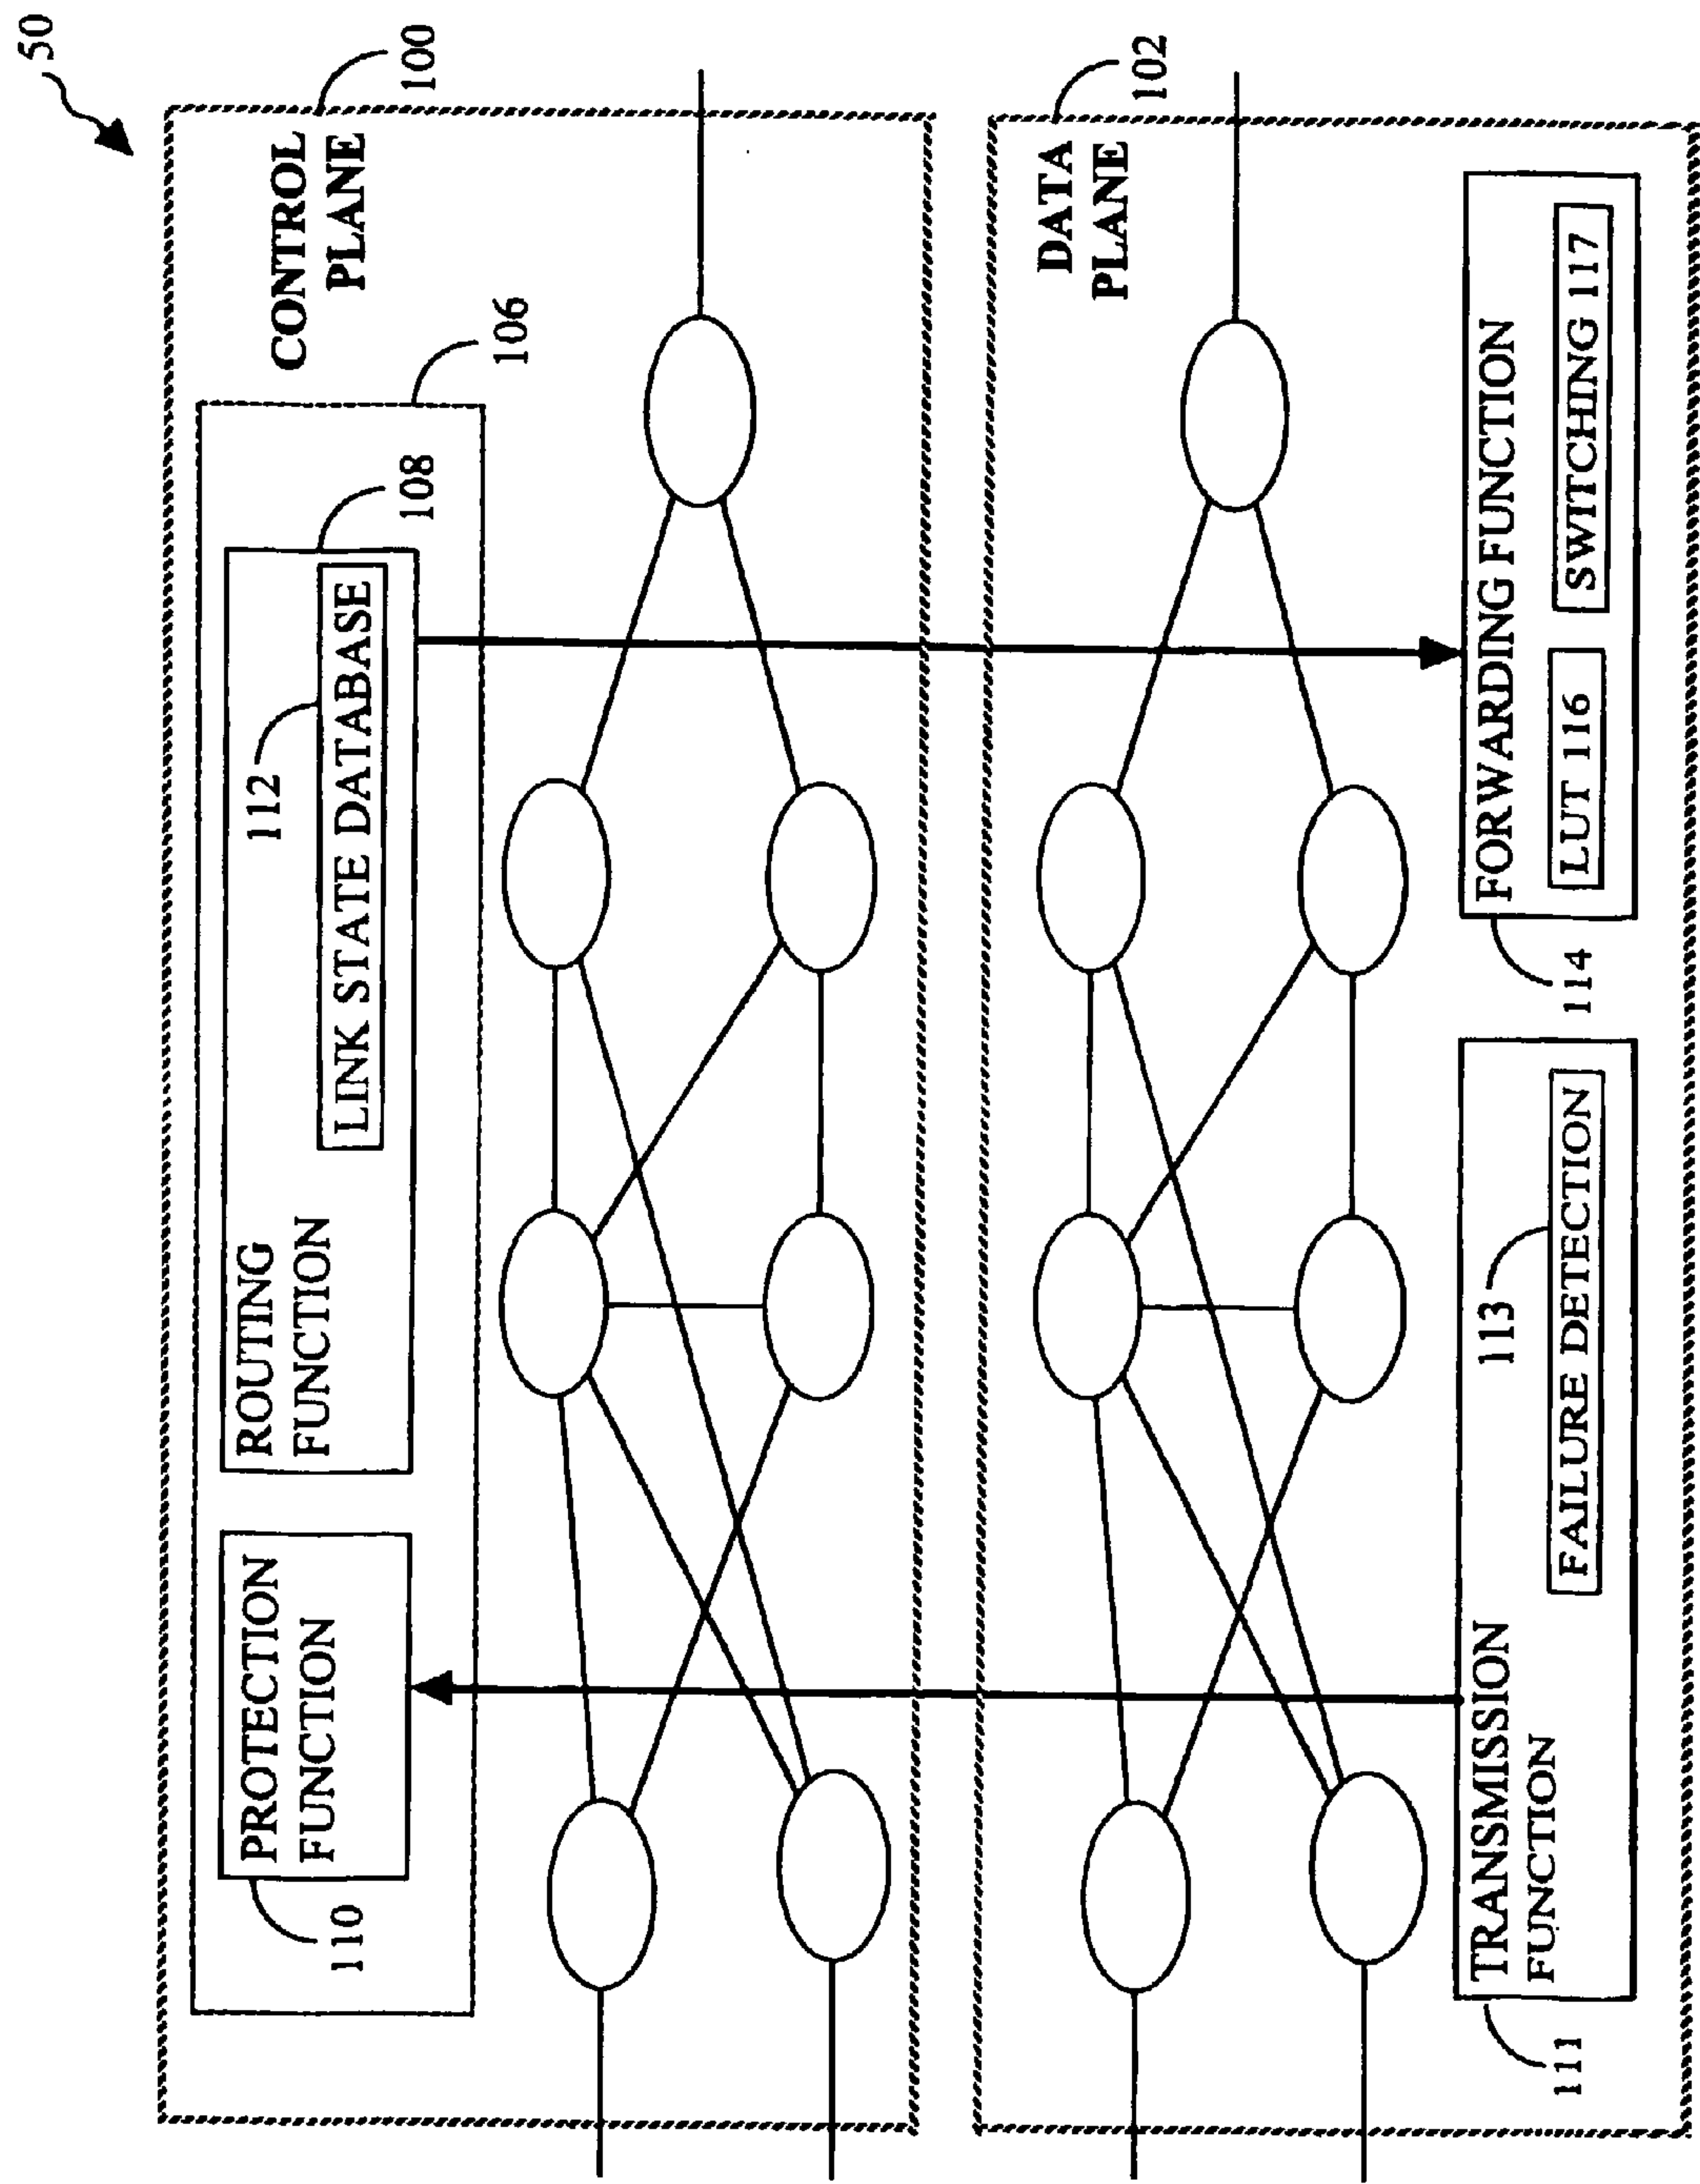 50
100
CONTROL
PLANE
106
108
112
LINK STATE DATABASE
ROUTING
FUNCTION
PROTECTION
FUNCTION
110
102
DATA
PLANE
FORWARDING FUNCTION
LUT 116
SWITCHING 117
114
113
FAILURE DETECTION
TRANSMISSION
FUNCTION
111